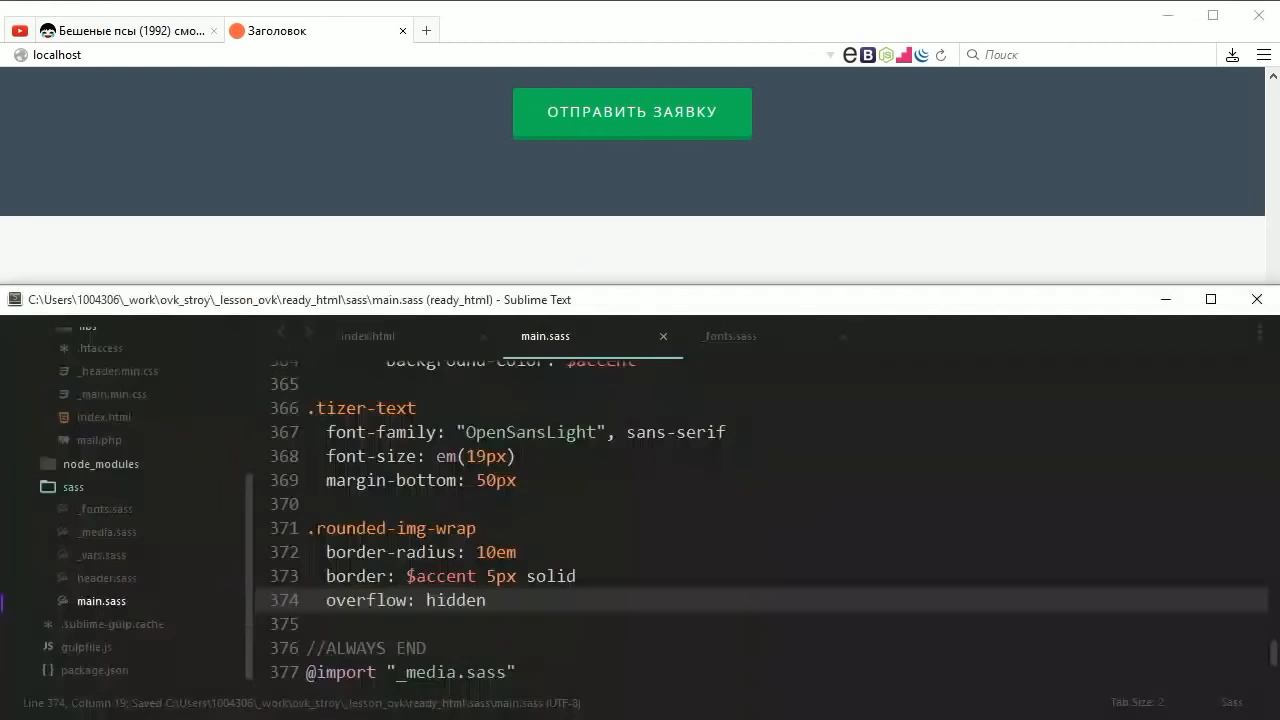 Бешеные псы (1992) смо...
Заголовок
localhost
Поиск
ОТПРАВИТЬ ЗАЯВКУ
C:\Users\1004306\_work\ovk_stroy\_lesson_ovk\ready_html\sass\main.sass (ready_html) - Sublime Text
index.html
main.sass
_fonts.sass
libs
.htaccess
_header.min.css
_main.min.css
index.html
mail.php
node_modules
sass
_fonts.sass
_media.sass
_vars.sass
header.sass
main.sass
.sublime-gulp.cache
gulpfile.js
package.json
364 background-color: $accent
365
366 .tizer-text
367 font-family: "OpenSansLight", sans-serif
368 font-size: em(19px)
369 margin-bottom: 50px
370
371 .rounded-img-wrap
372 border-radius: 10em
373 border: $accent 5px solid
374 overflow: hidden
375
376 //ALWAYS END
377 @import "_media.sass"
Line 374, Column 19; Saved C:\Users\1004306\_work\ovk_stroy\_lesson_ovk\ready_html\sass\main.sass (UTF-8)
Tab Size: 2
Sass